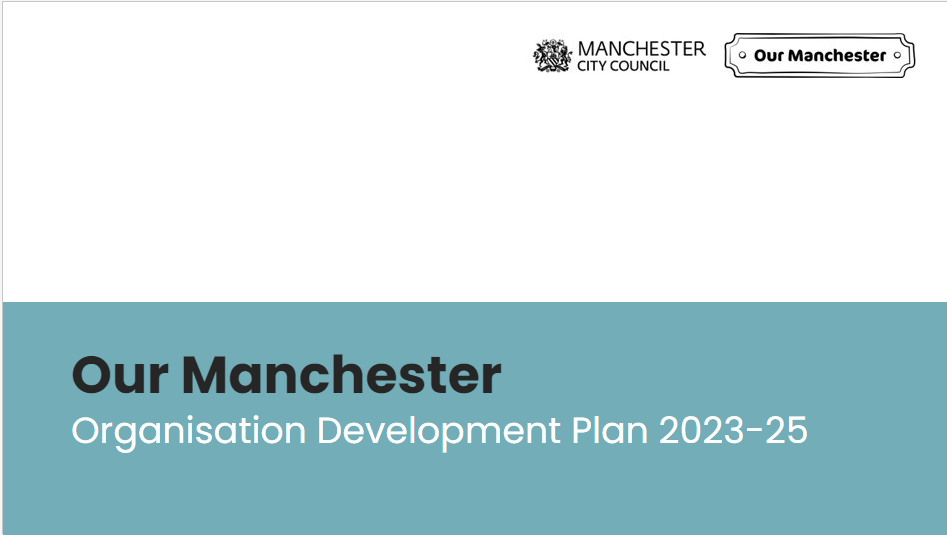 MANCHESTER
CITY COUNCIL
Our Manchester
Our Manchester
Organisation Development Plan 2023-25